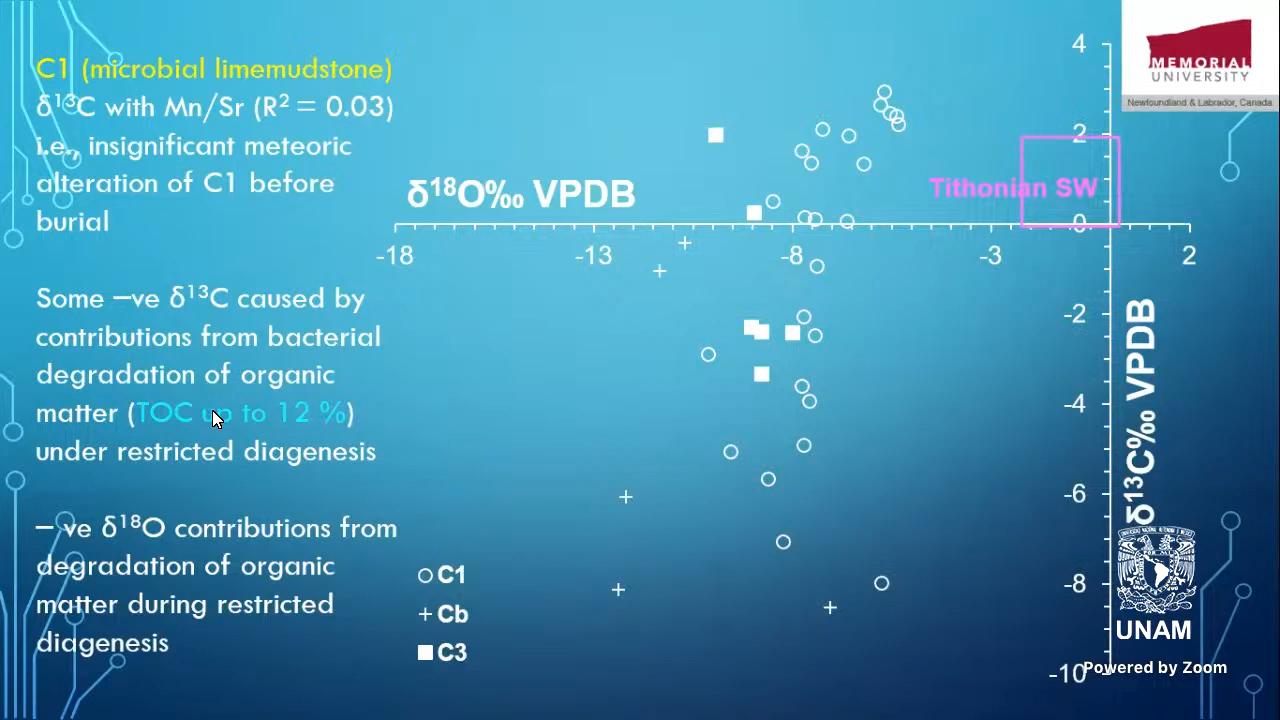 C1 (microbial limemudstone)
δ¹³C with Mn/Sr (R² = 0.03)
i.e., insignificant meteoric
alteration of C1 before
burial
Some –ve δ¹³C caused by
contributions from bacterial
degradation of organic
matter (TOC up to 12 %)
under restricted diagenesis
– ve δ¹⁸O contributions from
degradation of organic
matter during restricted
diagenesis
δ¹⁸O‰ VPDB
-18
-13
-8
-3
2
4
2
0
-2
-4
-6
-8
-10
δ¹³C‰ VPDB
Tithonian SW
C1
Cb
C3
MEMORIAL
UNIVERSITY
Newfoundland & Labrador, Canada
UNAM
Powered by Zoom